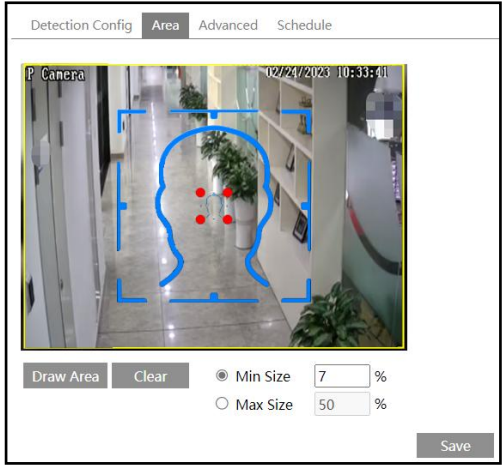 Detection Config Area Advanced Schedule
P Camera 02/24/2023 10:33:41
Draw Area Clear Min Size 7 %
Max Size 50 %
Save